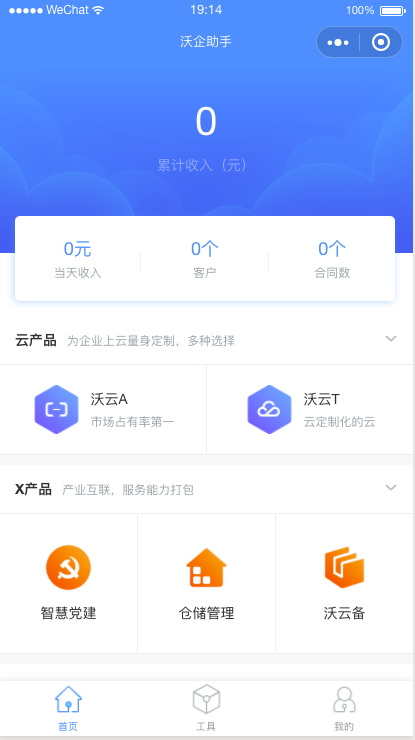 WeChat 19:14 100%
沃企助手
0
累计收入（元）
0元 0个 0个
当天收入 客户 合同数
云产品 为企业上云量身定制，多种选择
沃云A 沃云T
市场占有率第一 云定制化的云
X产品 产业互联，服务能力打包
智慧党建 仓储管理 沃云备
首页 工具 我的